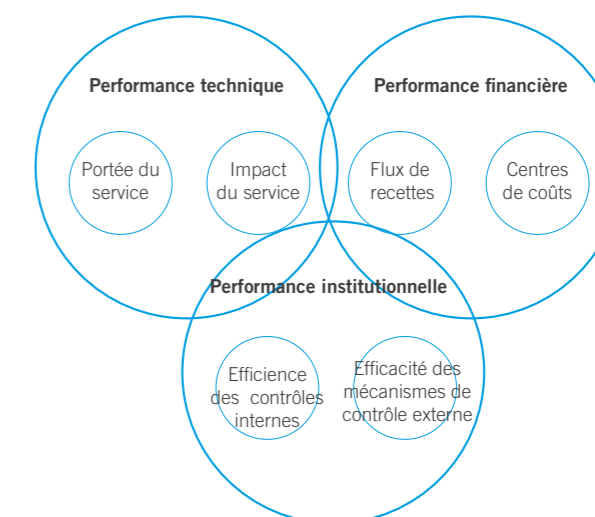 Performance technique
Performance financière
Portée du
service
Impact
du service
Flux de
recettes
Centres
de coûts
Performance institutionnelle
Efficience
des contrôles
internes
Efficacité des
mécanismes de
contrôle externe